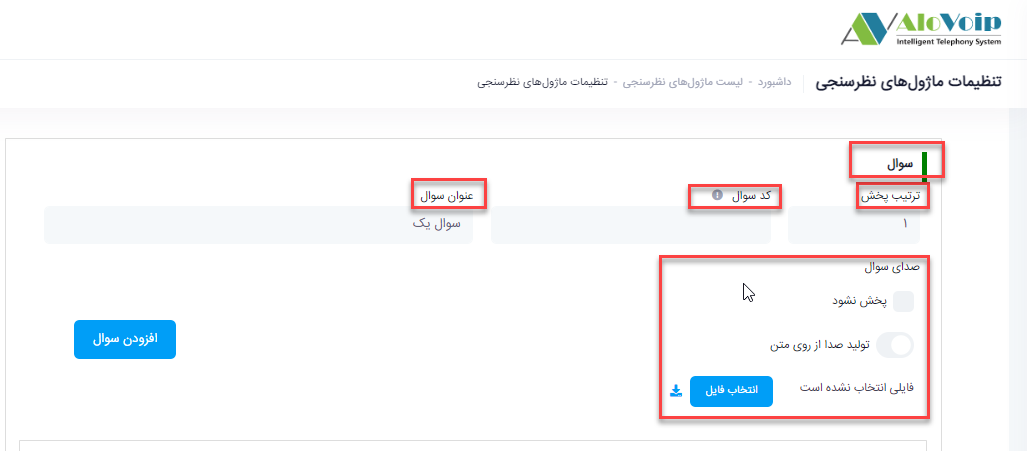 AloVoip
Intelligent Telephony System
تنظیمات ماژول‌های نظرسنجی
داشبورد - لیست ماژول‌های نظرسنجی - تنظیمات ماژول‌های نظرسنجی
سوال
ترتیب پخش
کد سوال
عنوان سوال
۱
سوال یک
صدای سوال
پخش نشود
تولید صدا از روی متن
فایلی انتخاب نشده است
انتخاب فایل
افزودن سوال